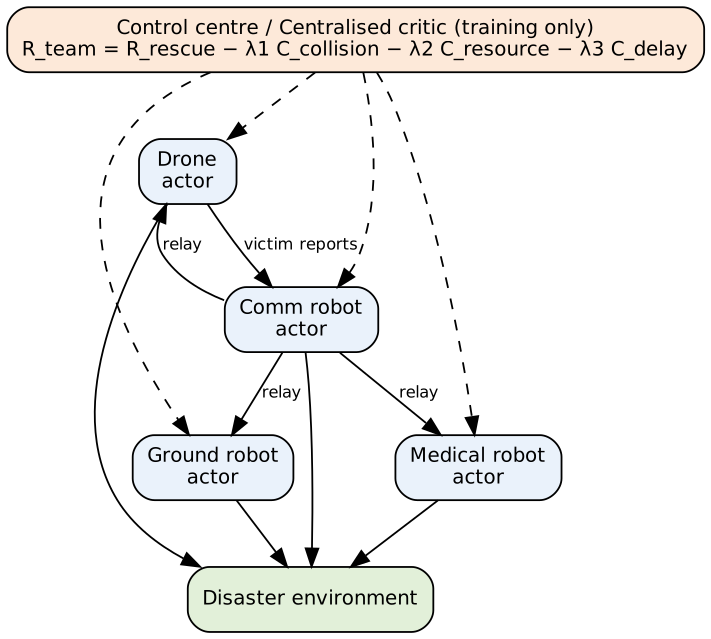 Control centre / Centralised critic (training only)
R_team = R_rescue − λ1 C_collision − λ2 C_resource − λ3 C_delay
Drone
actor
relay
victim reports
Comm robot
actor
relay
relay
Ground robot
actor
Medical robot
actor
Disaster environment